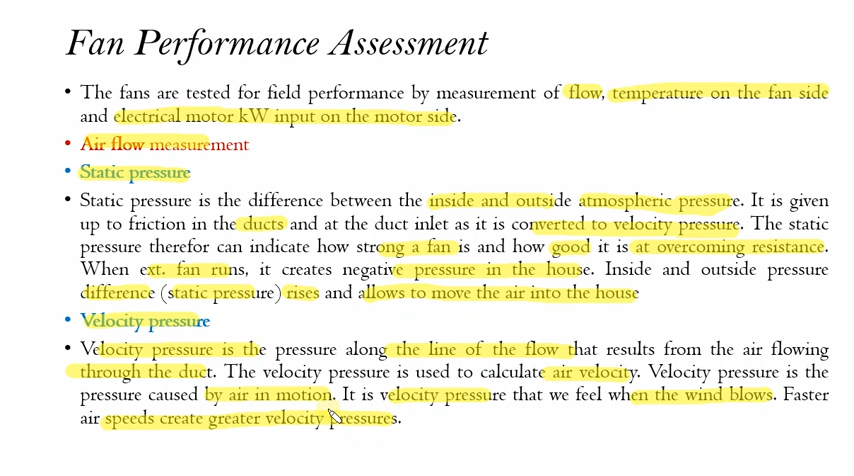 Fan Performance Assessment
• The fans are tested for field performance by measurement of flow, temperature on the fan side
and electrical motor kW input on the motor side.
• Air flow measurement
• Static pressure
• Static pressure is the difference between the inside and outside atmospheric pressure. It is given
up to friction in the ducts and at the duct inlet as it is converted to velocity pressure. The static
pressure therefor can indicate how strong a fan is and how good it is at overcoming resistance.
When ext. fan runs, it creates negative pressure in the house. Inside and outside pressure
difference (static pressure) rises and allows to move the air into the house
• Velocity pressure
• Velocity pressure is the pressure along the line of the flow that results from the air flowing
through the duct. The velocity pressure is used to calculate air velocity. Velocity pressure is the
pressure caused by air in motion. It is velocity pressure that we feel when the wind blows. Faster
air speeds create greater velocity pressures.